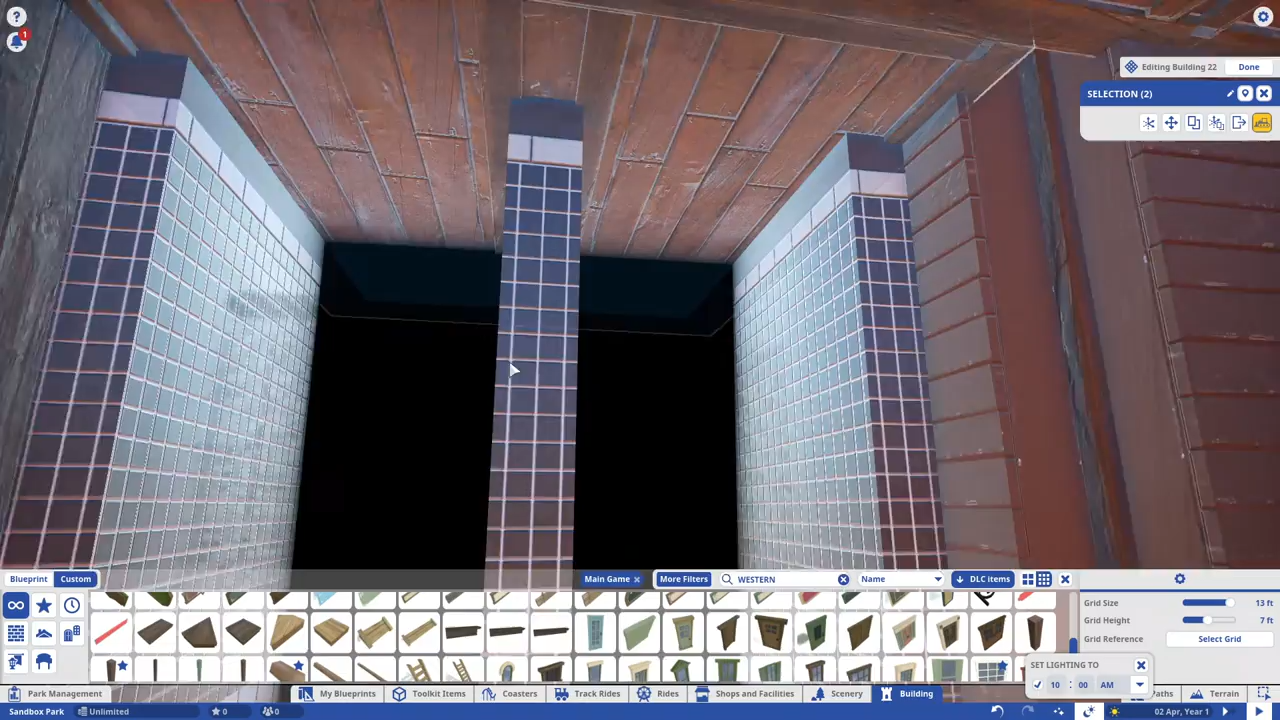 1
Editing Building 22 Done
SELECTION (2)
Blueprint Custom Main Game More Filters WESTERN Name DLC items
Grid Size 13 ft
Grid Height 7 ft
Grid Reference Select Grid
SET LIGHTING TO
10 : 00 AM
Park Management My Blueprints Toolkit Items Coasters Track Rides Rides Shops and Facilities Scenery Building Terrain
Sandbox Park Unlimited 0 0 02 Apr, Year 1